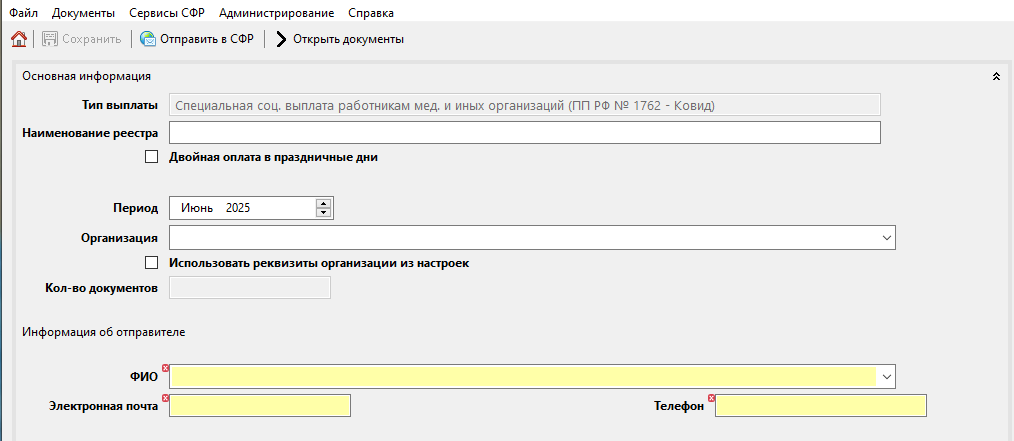 Файл Документы Сервисы СФР Администрирование Справка
Сохранить Отправить в СФР Открыть документы
Основная информация
Тип выплаты Специальная соц. выплата работникам мед. и иных организаций (ПП РФ № 1762 - Ковид)
Наименование реестра
Двойная оплата в праздничные дни
Период Июнь 2025
Организация
Использовать реквизиты организации из настроек
Кол-во документов
Информация об отправителе
ФИО
Электронная почта Телефон